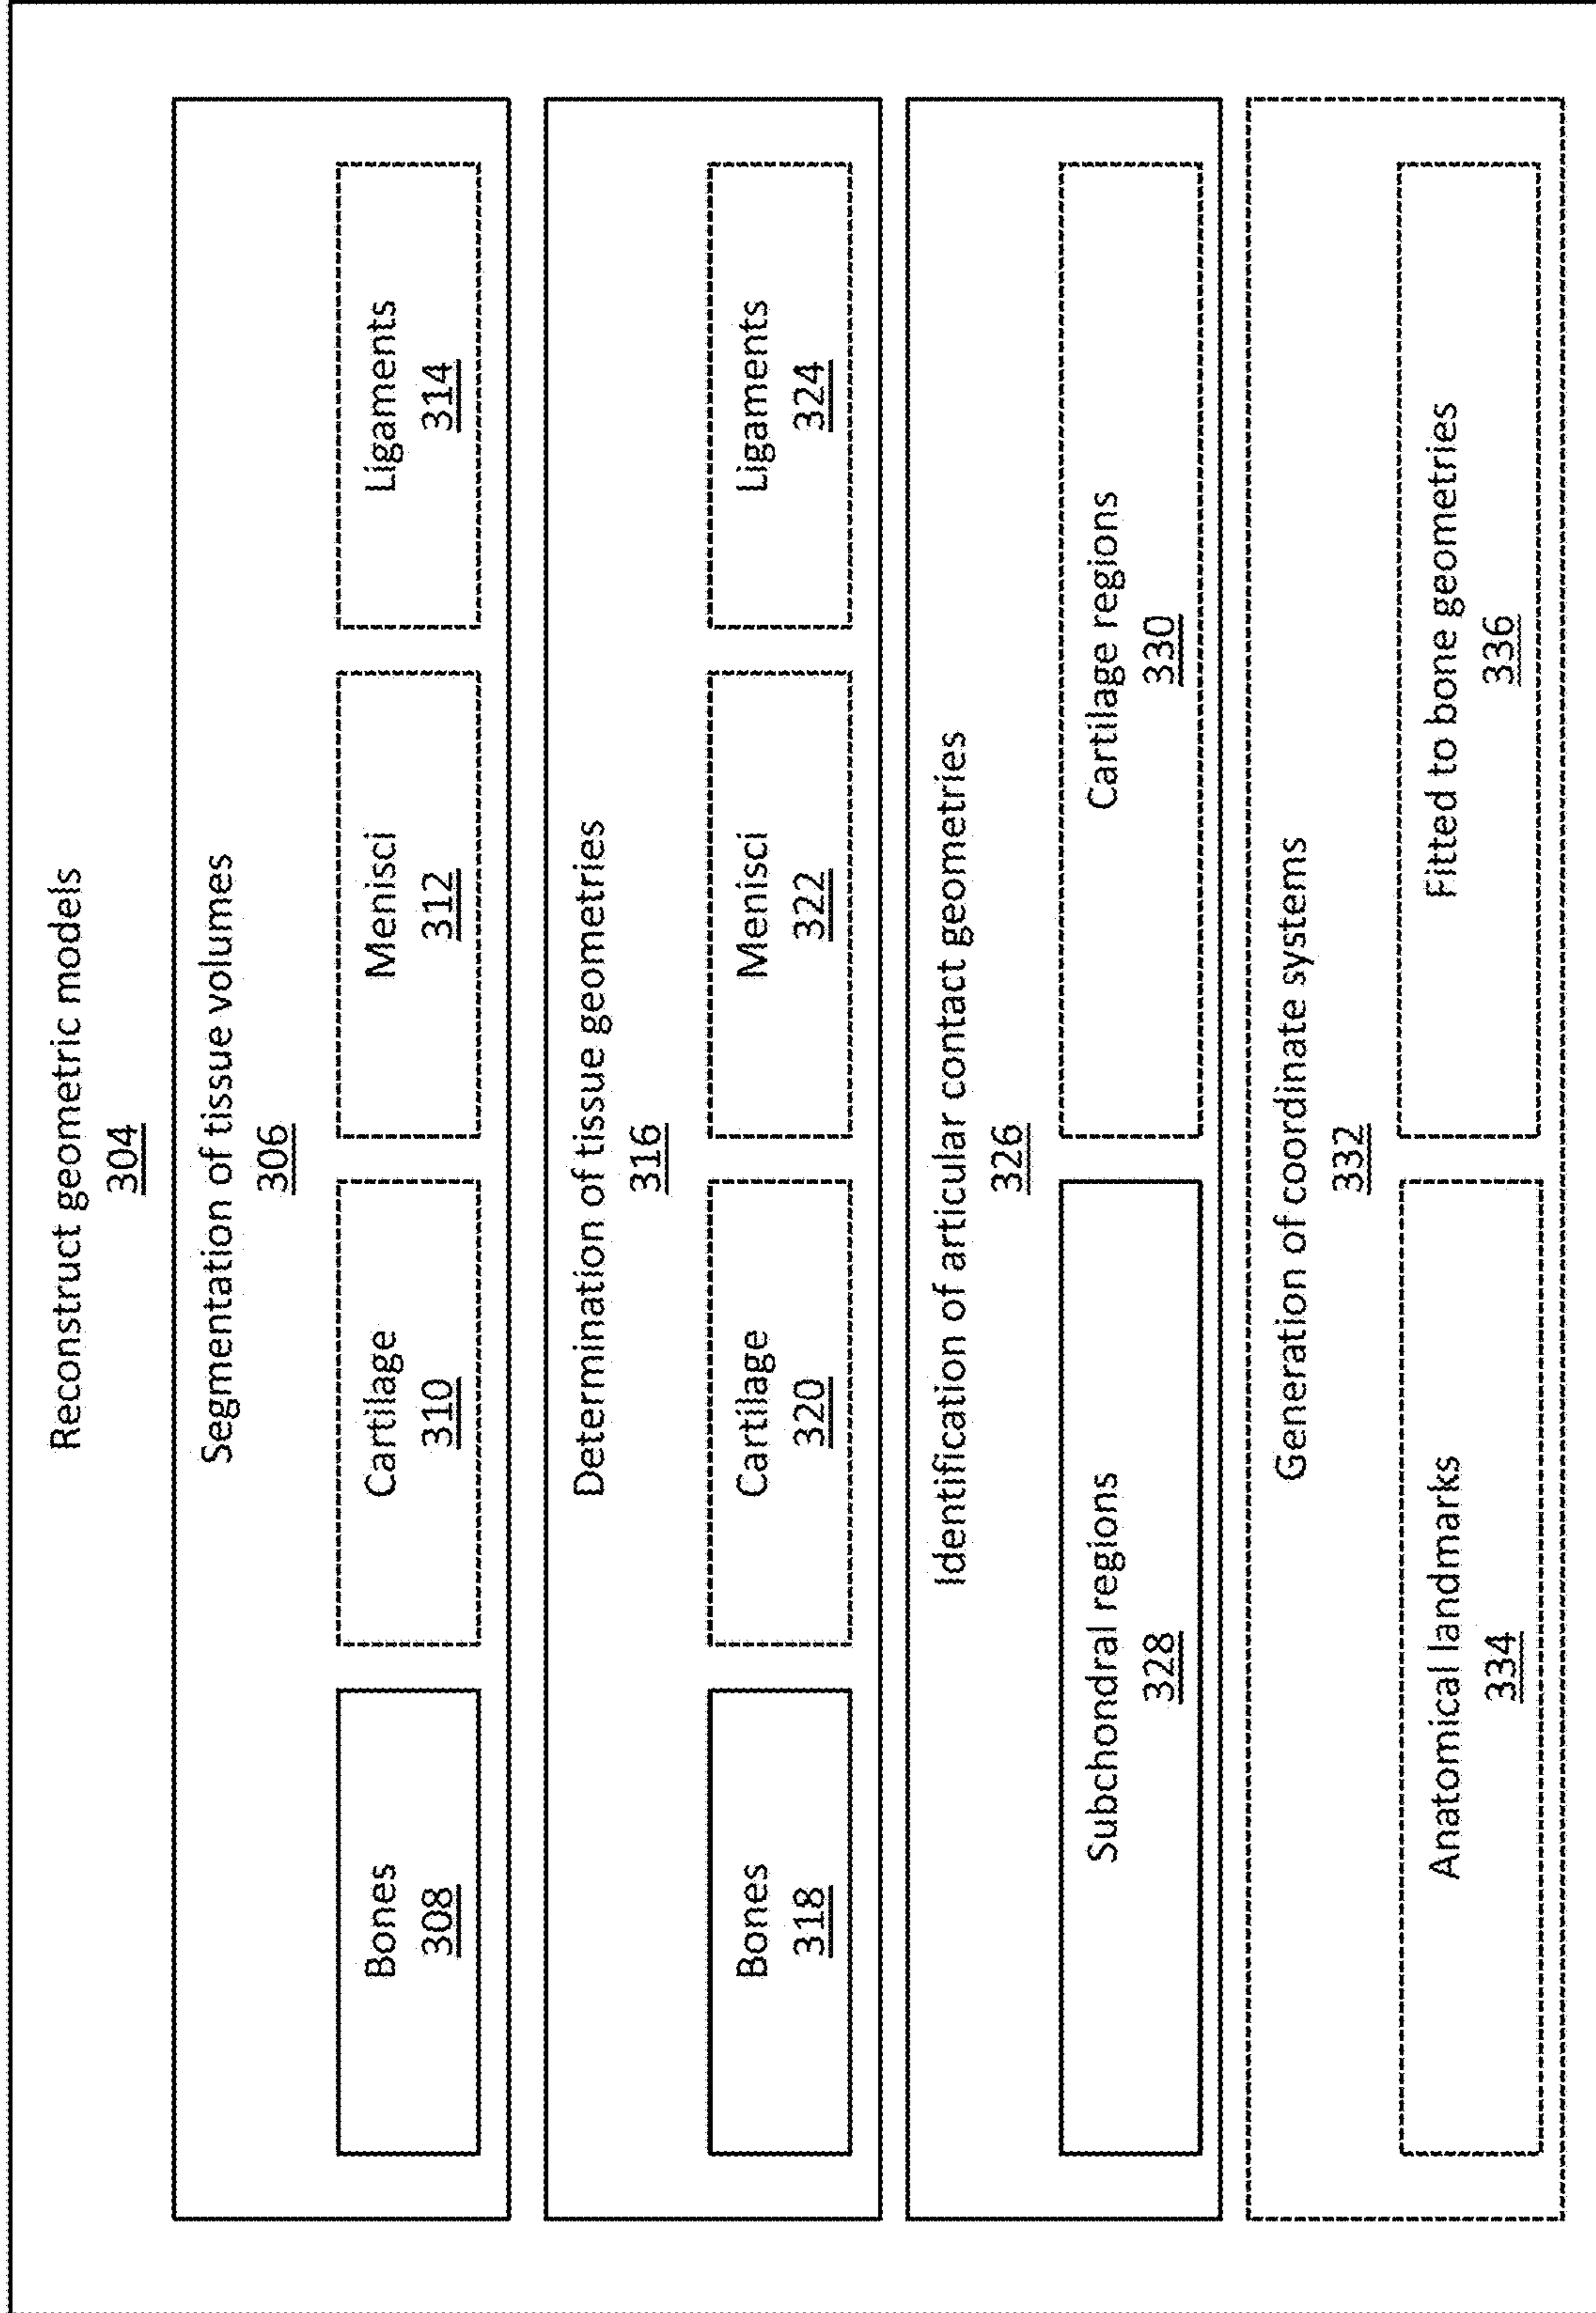 Reconstruct geometric models
304
Segmentation of tissue volumes
306
Bones
308
Cartilage
310
Menisci
312
Ligaments
314
Determination of tissue geometries
316
Bones
318
Cartilage
320
Menisci
322
Ligaments
324
Identification of articular contact geometries
326
Subchondral regions
328
Cartilage regions
330
Generation of coordinate systems
332
Anatomical landmarks
334
Fitted to bone geometries
336